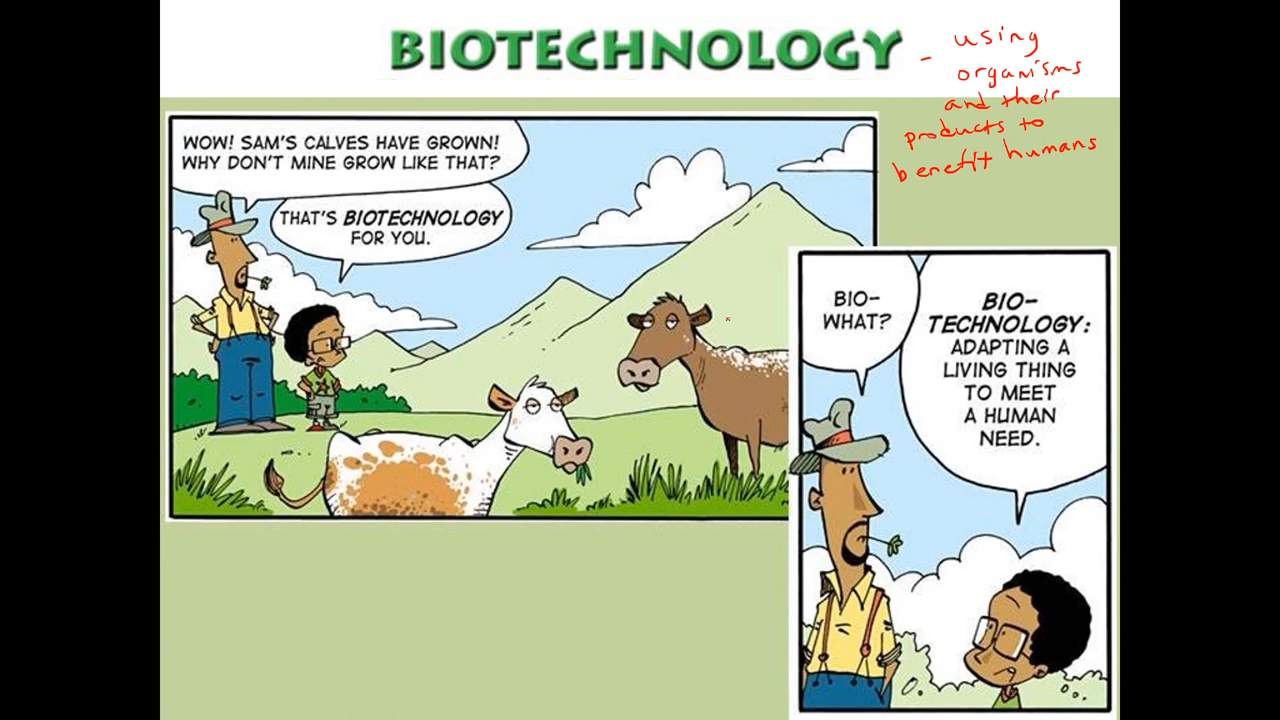 BIOTECHNOLOGY
- using
organisms
and their
products to
benefit humans
WOW! SAM'S CALVES HAVE GROWN!
WHY DON'T MINE GROW LIKE THAT?
THAT'S BIOTECHNOLOGY
FOR YOU.
BIO-
WHAT?
BIO-
TECHNOLOGY:
ADAPTING A
LIVING THING
TO MEET
A HUMAN
NEED.